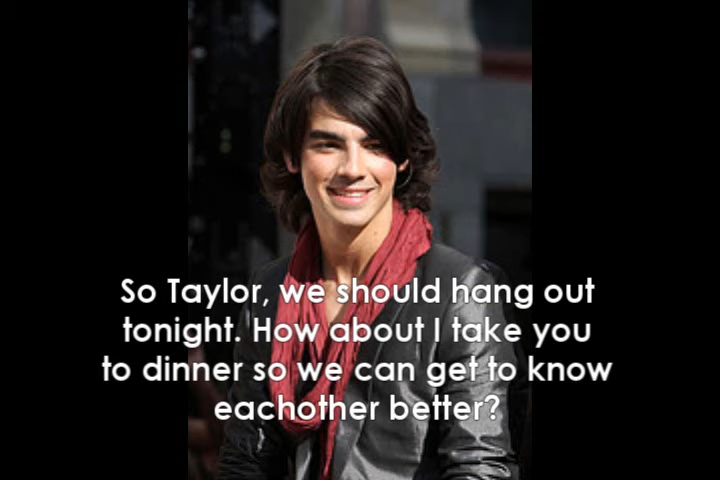 So Taylor, we should hang out
tonight. How about I take you
to dinner so we can get to know
eachother better?